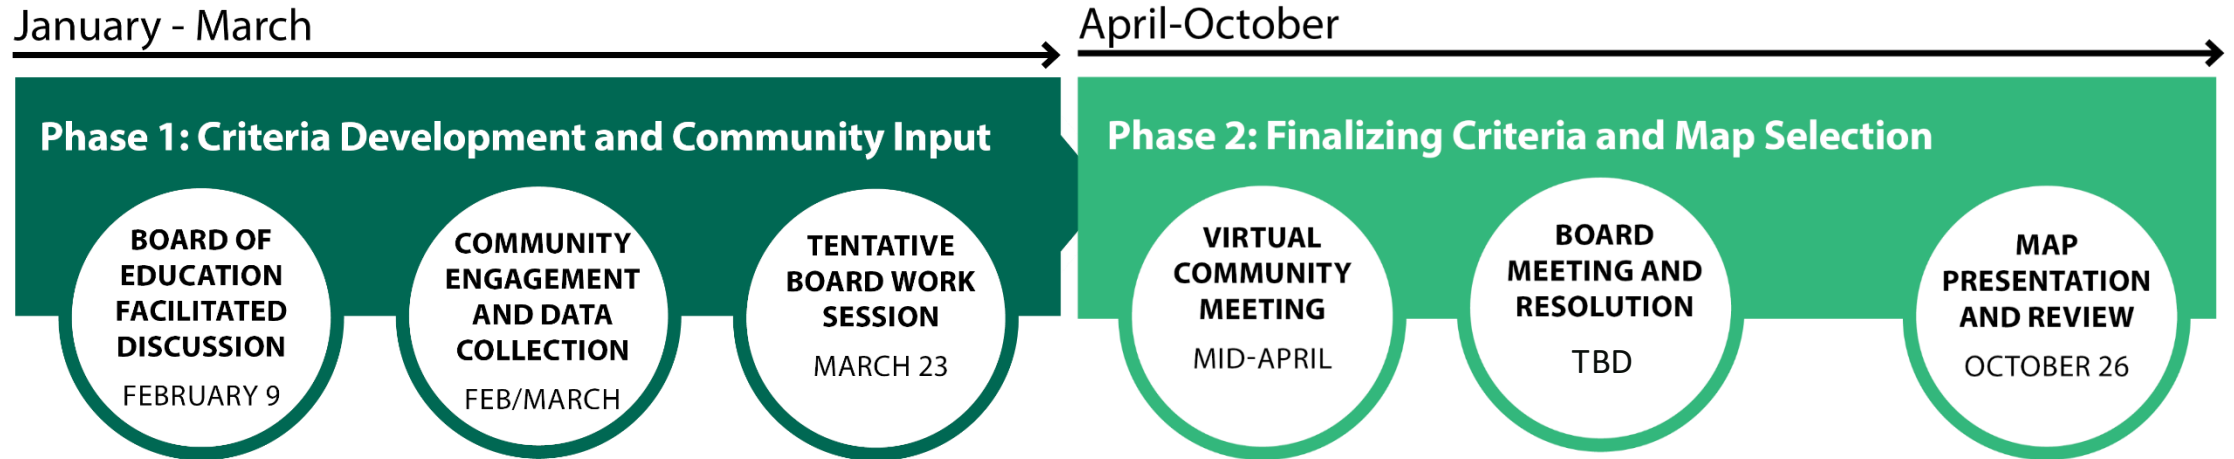 January - March
April-October
Phase 1: Criteria Development and Community Input
BOARD OF
EDUCATION
FACILITATED
DISCUSSION
FEBRUARY 9
COMMUNITY
ENGAGEMENT
AND DATA
COLLECTION
FEB/MARCH
TENTATIVE
BOARD WORK
SESSION
MARCH 23
Phase 2: Finalizing Criteria and Map Selection
VIRTUAL
COMMUNITY
MEETING
MID-APRIL
BOARD
MEETING AND
RESOLUTION
TBD
MAP
PRESENTATION
AND REVIEW
OCTOBER 26